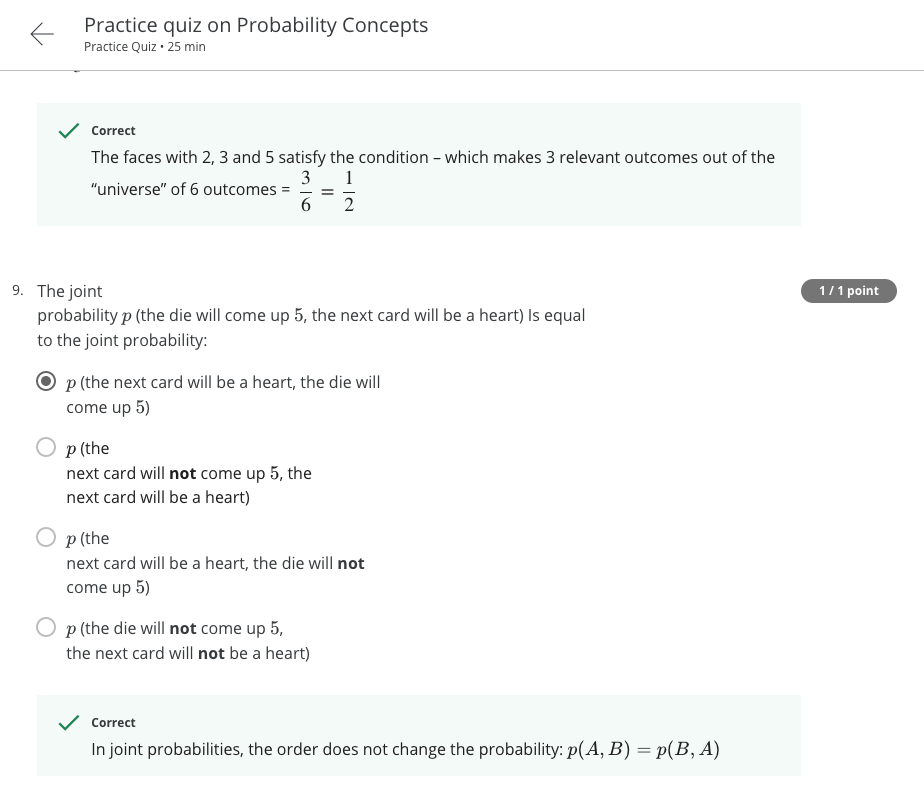 Practice quiz on Probability Concepts
Practice Quiz • 25 min
Correct
The faces with 2, 3 and 5 satisfy the condition – which makes 3 relevant outcomes out of the
“universe” of 6 outcomes = 3/6 = 1/2
9. The joint 1 / 1 point
probability p (the die will come up 5, the next card will be a heart) Is equal
to the joint probability:
p (the next card will be a heart, the die will
come up 5)
p (the
next card will not come up 5, the
next card will be a heart)
p (the
next card will be a heart, the die will not
come up 5)
p (the die will not come up 5,
the next card will not be a heart)
Correct
In joint probabilities, the order does not change the probability: p(A, B) = p(B, A)